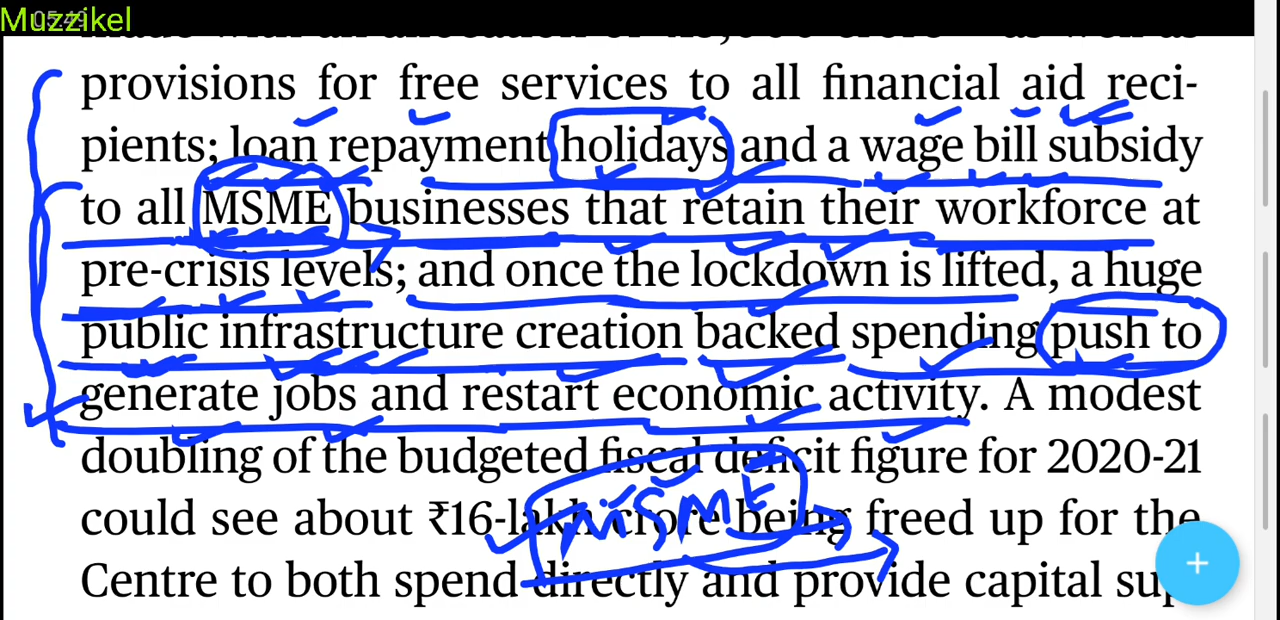 Muzzikel
05:49
provisions for free services to all financial aid reci-
pients; loan repayment holidays and a wage bill subsidy
to all MSME businesses that retain their workforce at
pre-crisis levels; and once the lockdown is lifted, a huge
public infrastructure creation backed spending push to
generate jobs and restart economic activity. A modest
doubling of the budgeted fiscal deficit figure for 2020-21
could see about ₹16-lakh crore being freed up for the
MSME
Centre to both spend directly and provide capital sup
+